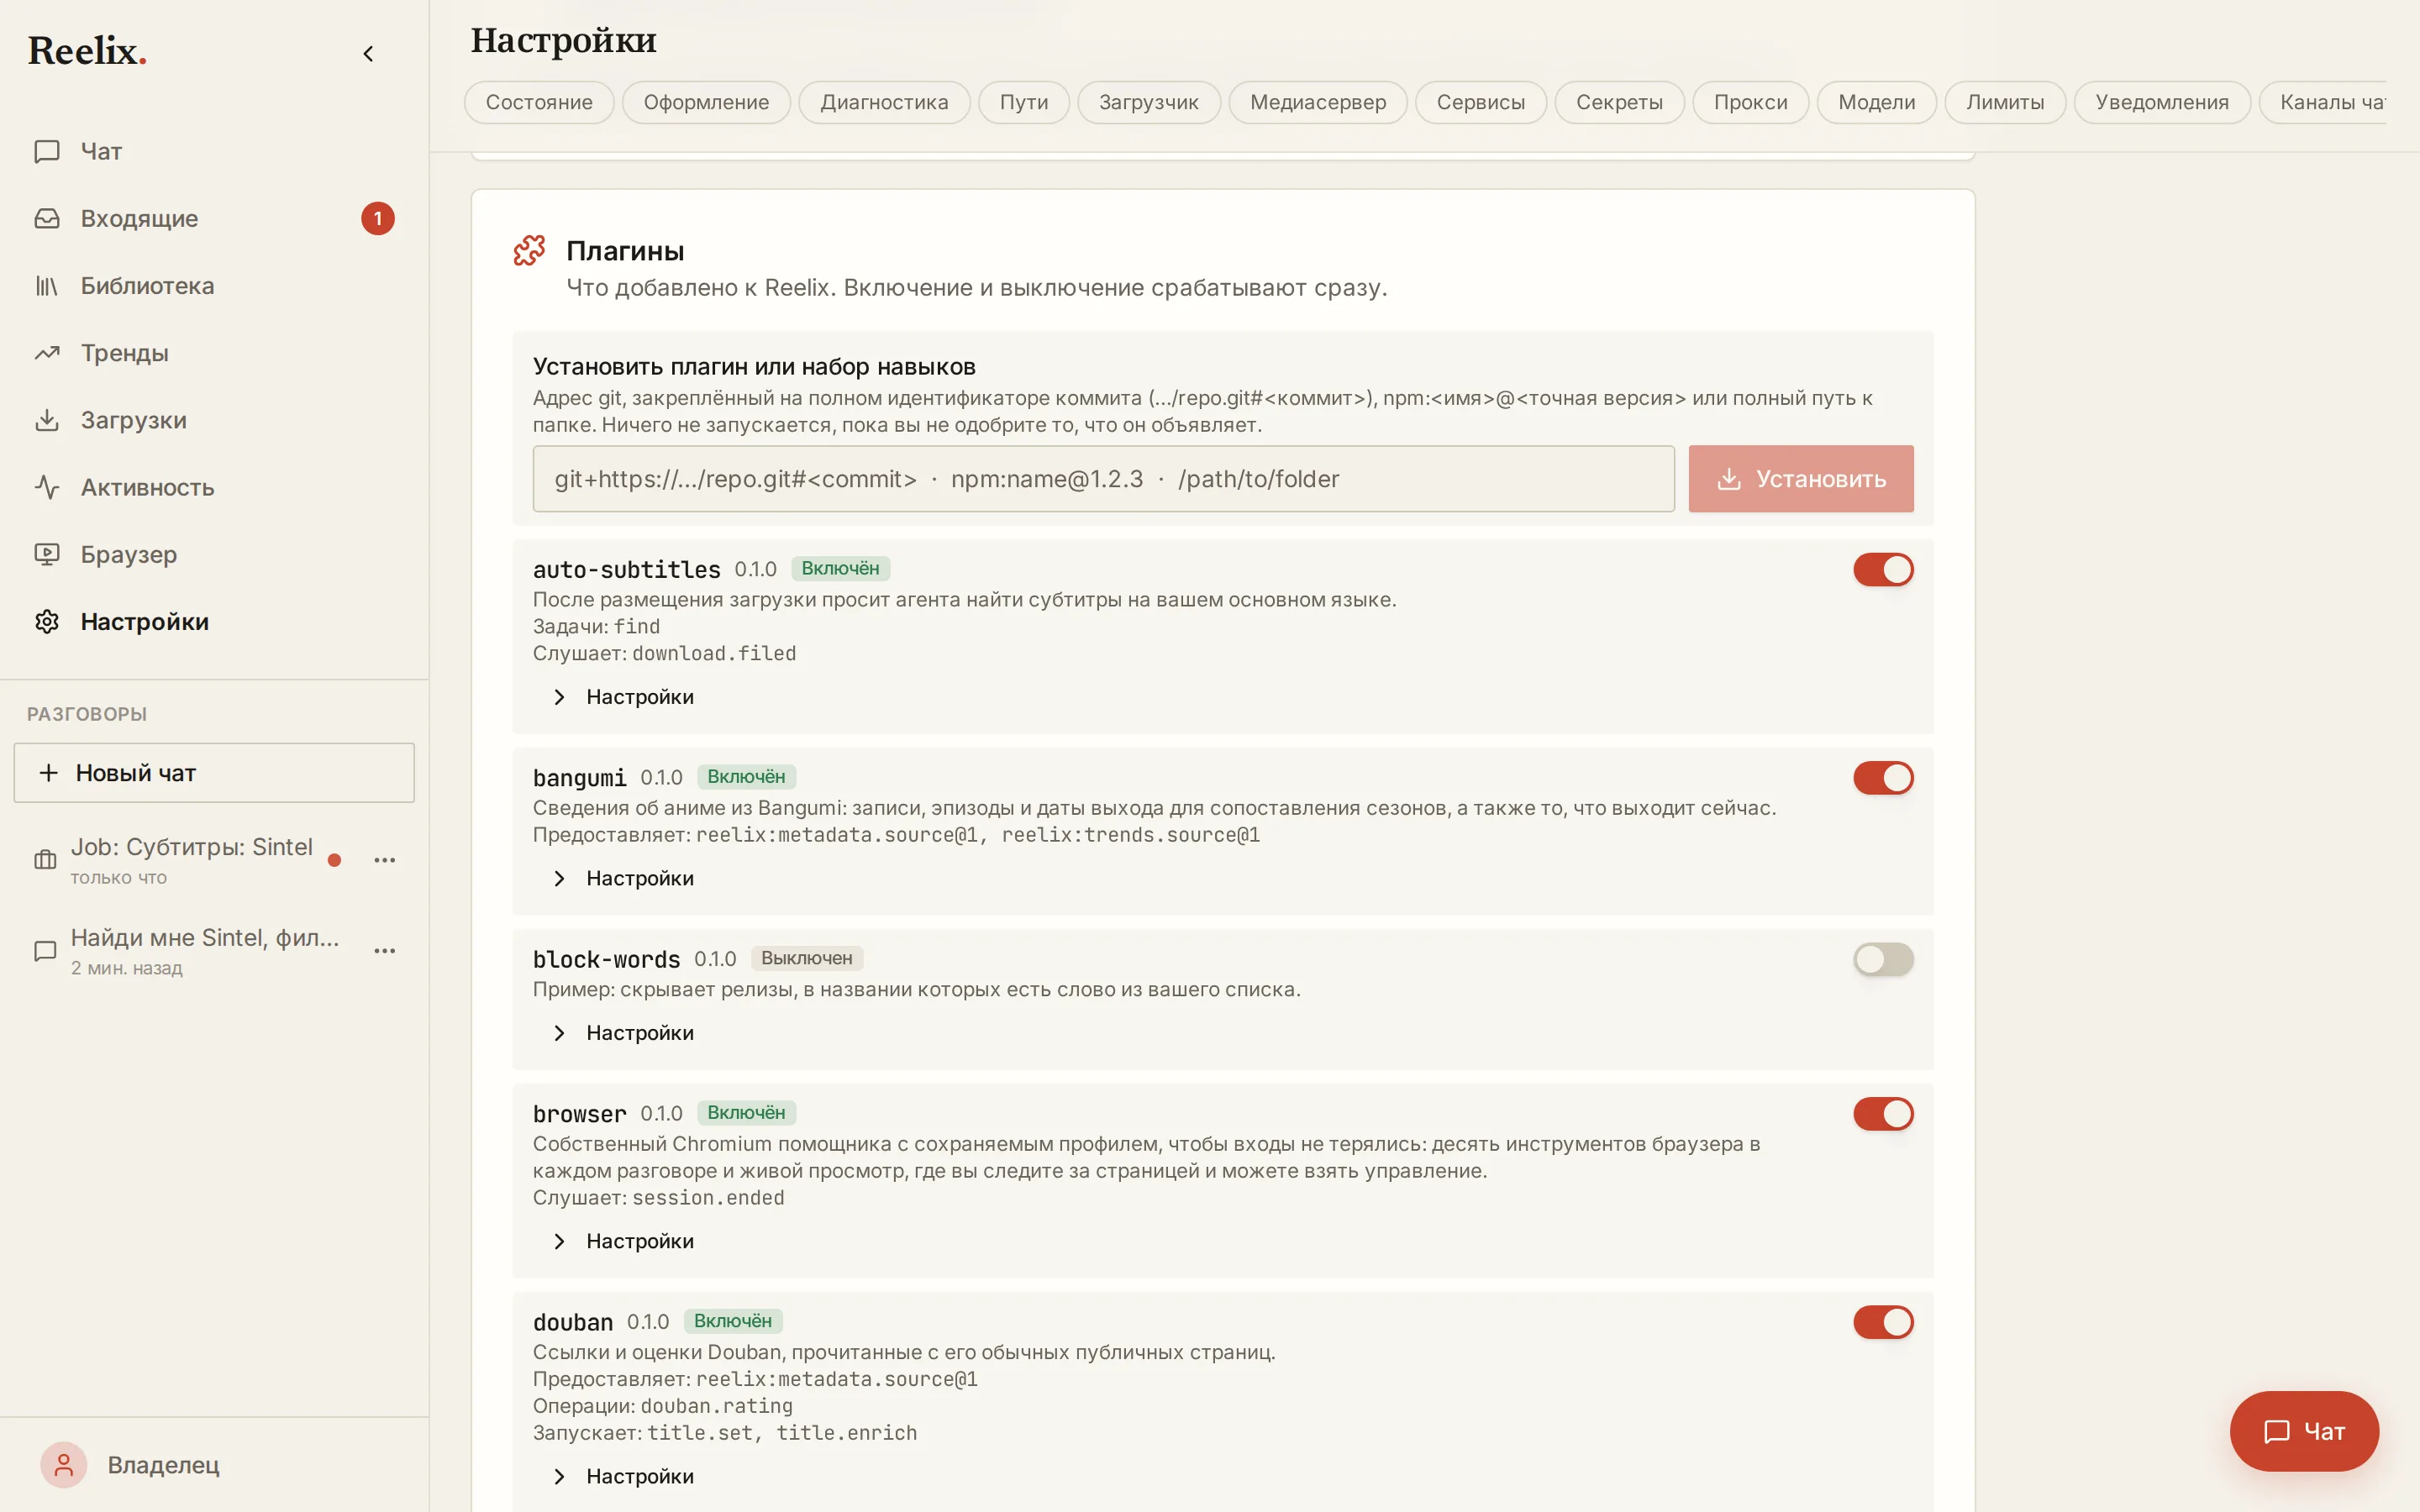 Reelix.
Чат
Входящие
1
Библиотека
Тренды
Загрузки
Активность
Браузер
Настройки
РАЗГОВОРЫ
Новый чат
Job: Субтитры: Sintel
только что
Найди мне Sintel, фил...
2 мин. назад
Владелец
Настройки
Состояние
Оформление
Диагностика
Пути
Загрузчик
Медиасервер
Сервисы
Секреты
Прокси
Модели
Лимиты
Уведомления
Каналы чат
Плагины
Что добавлено к Reelix. Включение и выключение срабатывают сразу.
Установить плагин или набор навыков
Адрес git, закреплённый на полном идентификаторе коммита (.../repo.git#<коммит>), npm:<имя>@<точная версия> или полный путь к
папке. Ничего не запускается, пока вы не одобрите то, что он объявляет.
git+https://.../repo.git#<commit> · npm:name@1.2.3 · /path/to/folder
Установить
auto-subtitles 0.1.0 Включён
После размещения загрузки просит агента найти субтитры на вашем основном языке.
Задачи: find
Слушает: download.filed
Настройки
bangumi 0.1.0 Включён
Сведения об аниме из Bangumi: записи, эпизоды и даты выхода для сопоставления сезонов, а также то, что выходит сейчас.
Предоставляет: reelix:metadata.source@1, reelix:trends.source@1
Настройки
block-words 0.1.0 Выключен
Пример: скрывает релизы, в названии которых есть слово из вашего списка.
Настройки
browser 0.1.0 Включён
Собственный Chromium помощника с сохраняемым профилем, чтобы входы не терялись: десять инструментов браузера в
каждом разговоре и живой просмотр, где вы следите за страницей и можете взять управление.
Слушает: session.ended
Настройки
douban 0.1.0 Включён
Ссылки и оценки Douban, прочитанные с его обычных публичных страниц.
Предоставляет: reelix:metadata.source@1
Операции: douban.rating
Запускает: title.set, title.enrich
Настройки
Чат